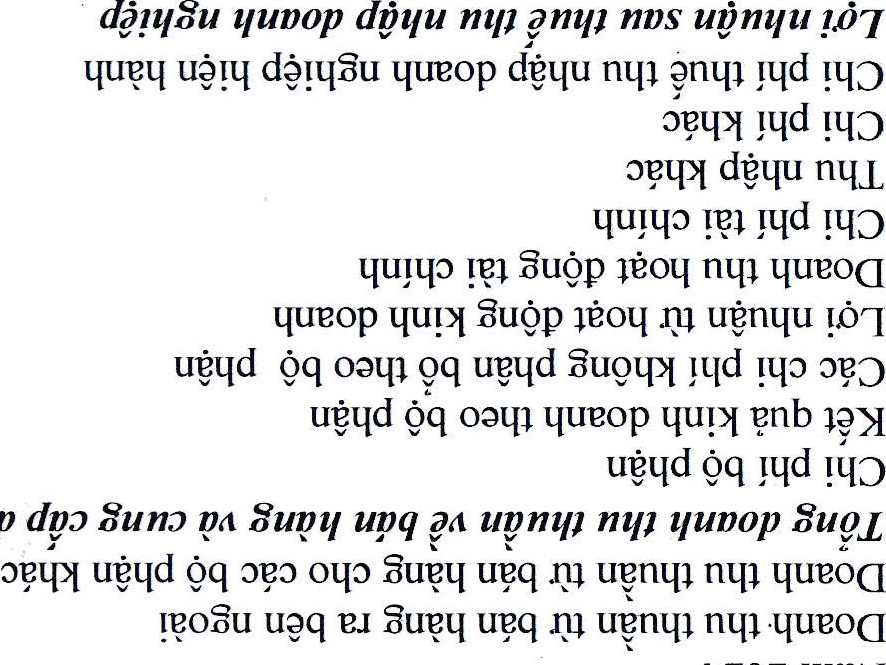 Doanh thu thuần từ bán hàng ra bên ngoài
Doanh thu thuần từ bán hàng cho các bộ phận khác
Tổng doanh thu thuần về bán hàng và cung cấp
Chi phí bộ phận
Kết quả kinh doanh theo bộ phận
Các chi phí không phân bổ theo bộ phận
Lợi nhuận từ hoạt động kinh doanh
Doanh thu hoạt động tài chính
Chi phí tài chính
Thu nhập khác
Chi phí khác
Chi phí thuế thu nhập doanh nghiệp hiện hành
Lợi nhuận sau thuế thu nhập doanh nghiệp